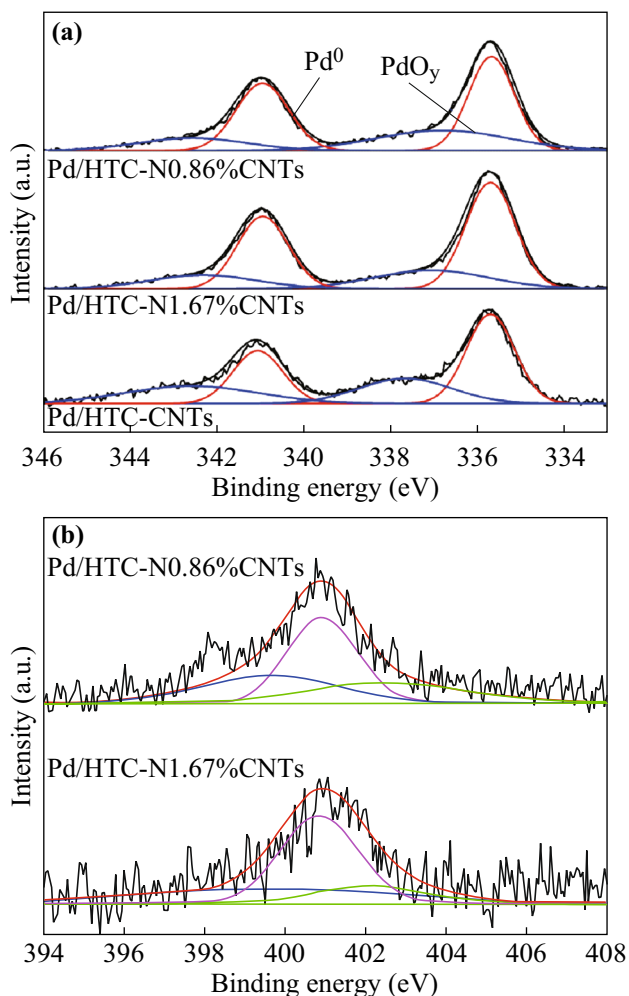 (a)
Pd⁰
PdOy
Pd/HTC-N0.86%CNTs
Pd/HTC-N1.67%CNTs
Pd/HTC-CNTs
Intensity (a.u.)
346 344 342 340 338 336 334
Binding energy (eV)
(b)
Pd/HTC-N0.86%CNTs
Pd/HTC-N1.67%CNTs
Intensity (a.u.)
394 396 398 400 402 404 406 408
Binding energy (eV)